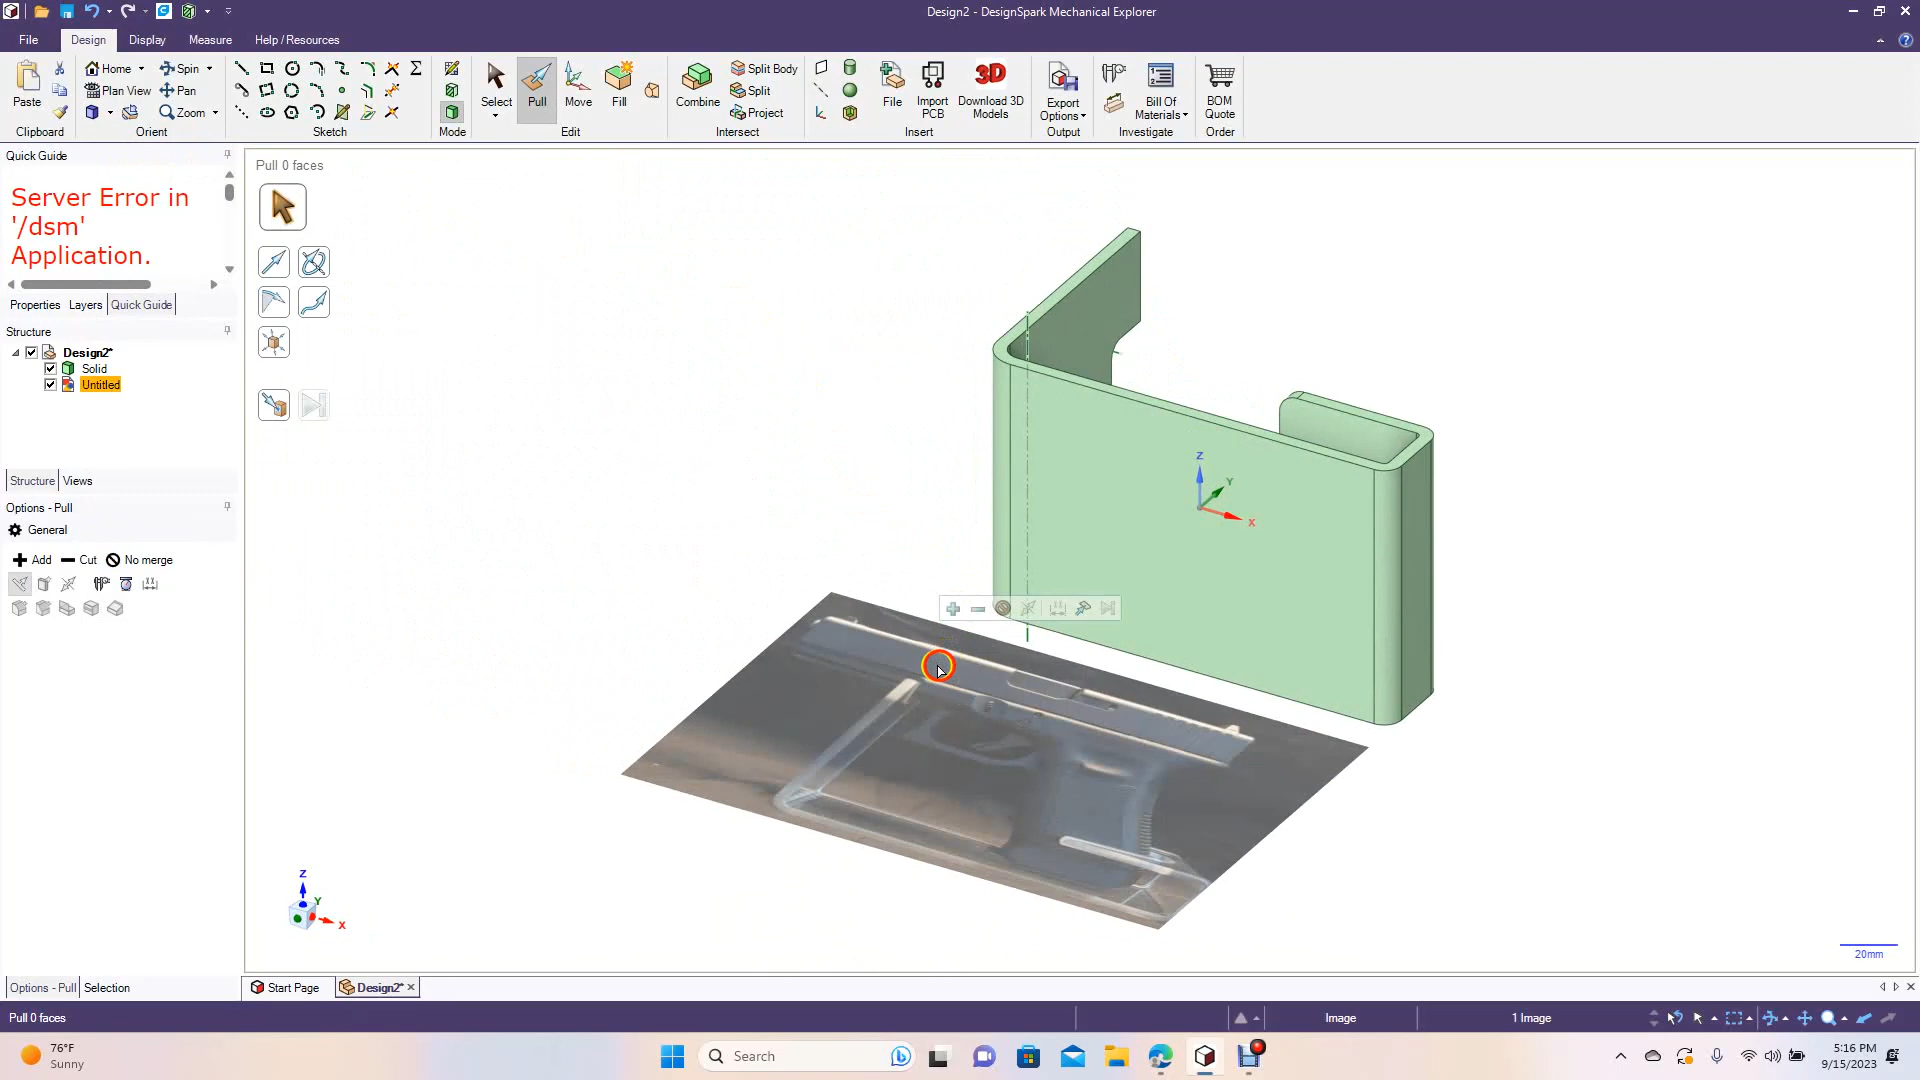 Design2 - DesignSpark Mechanical Explorer
File Design Display Measure Help / Resources
Paste
Clipboard
Home Spin
Plan View Pan
Zoom
Orient
Sketch
Mode
Select Pull Move Fill
Edit
Combine Split Body
Split
Project
Intersect
File Import PCB 3D Download 3D Models
Insert
Export Options
Output
Bill Of Materials
Investigate
BOM Quote
Order
Quick Guide
Server Error in
'/dsm'
Application.
Properties Layers Quick Guide
Structure
Design2*
Solid
Untitled
Structure Views
Options - Pull
General
Add Cut No merge
Options - Pull Selection
Pull 0 faces
Z
Y
X
Z
Y
X
20mm
Start Page Design2*
Pull 0 faces Image 1 Image
76°F
Sunny
Search
5:16 PM
9/15/2023